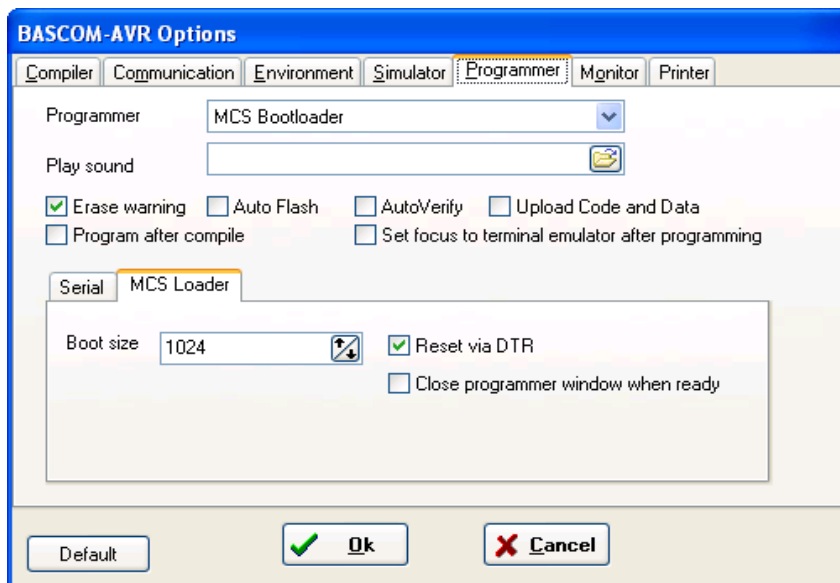 BASCOM-AVR Options
Compiler Communication Environment Simulator Programmer Monitor Printer
Programmer MCS Bootloader
Play sound
Erase warning Auto Flash AutoVerify Upload Code and Data
Program after compile Set focus to terminal emulator after programming
Serial MCS Loader
Boot size 1024 Reset via DTR
Close programmer window when ready
Default Ok Cancel